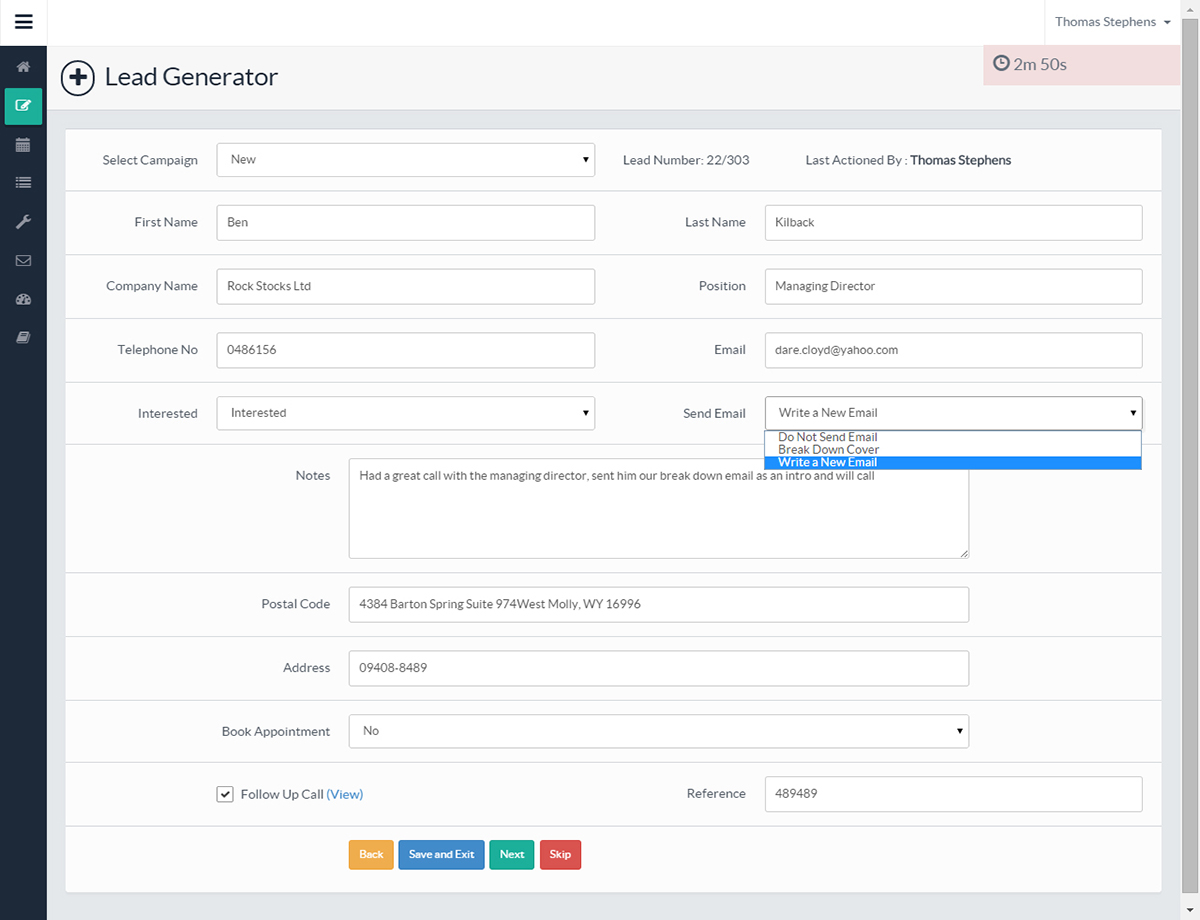 Thomas Stephens
Lead Generator
2m 50s
Select Campaign New Lead Number: 22/303 Last Actioned By : Thomas Stephens
First Name Ben Last Name Kilback
Company Name Rock Stocks Ltd Position Managing Director
Telephone No 0486156 Email dare.cloyd@yahoo.com
Interested Interested Send Email Write a New Email
Do Not Send Email
Break Down Cover
Write a New Email
Notes Had a great call with the managing director, sent him our break down email as an intro and will call
Postal Code 4384 Barton Spring Suite 974West Molly, WY 16996
Address 09408-8489
Book Appointment No
Follow Up Call (View) Reference 489489
Back Save and Exit Next Skip